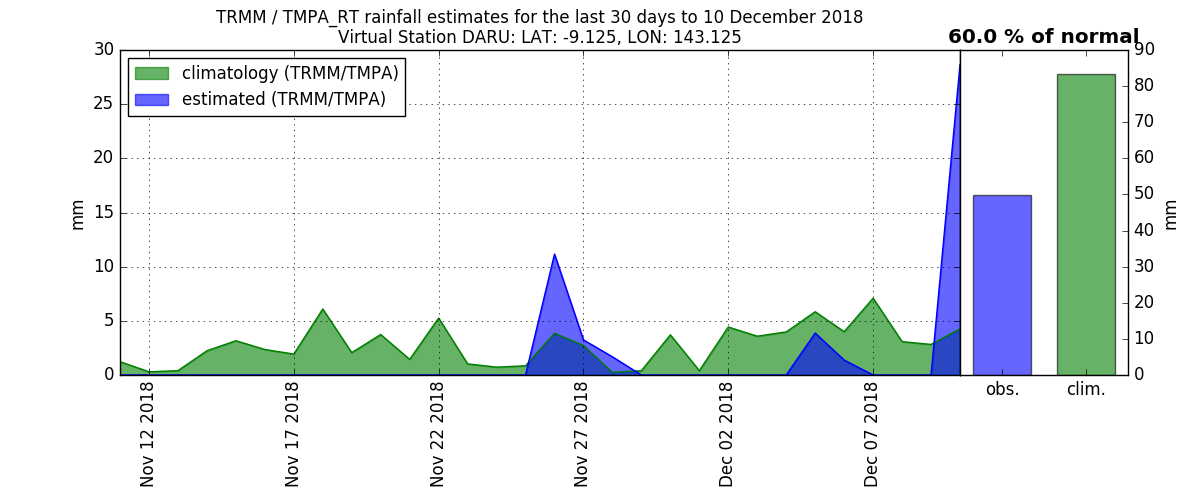 TRMM / TMPA_RT rainfall estimates for the last 30 days to 10 December 2018
Virtual Station DARU: LAT: -9.125, LON: 143.125
60.0 % of normal
climatology (TRMM/TMPA)
estimated (TRMM/TMPA)
30
25
20
15
10
5
0
mm
Nov 12 2018
Nov 17 2018
Nov 22 2018
Nov 27 2018
Dec 02 2018
Dec 07 2018
obs.
clim.
90
80
70
60
50
40
30
20
10
0
mm